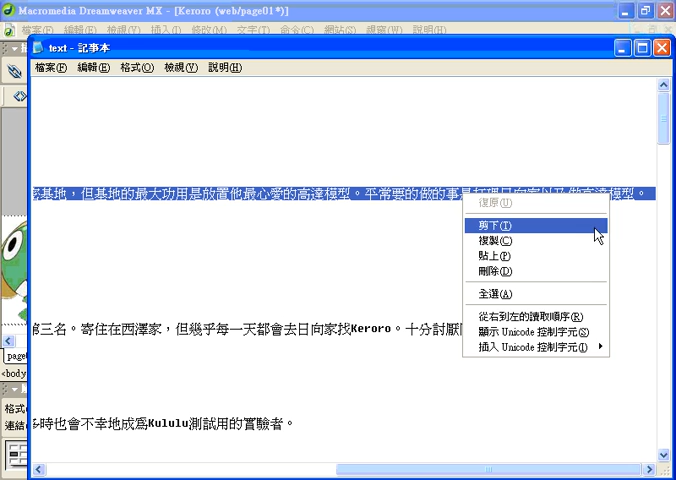 Macromedia Dreamweaver MX - [Keroro (web/page01*)]
檔案(F) 編輯(E) 檢視(V) 插入(I) 修改(M) 文字(T) 命令(C) 網站(S) 視窗(W) 說明(H)
text - 記事本
檔案(F) 編輯(E) 格式(O) 檢視(V) 說明(H)
密基地，但基地的最大功用是放置他最心愛的高達模型。平常要的做的事是打理日向家以及做高達模型。
復原(U)
剪下(T)
複製(C)
貼上(P)
刪除(D)
全選(A)
從右到左的讀取順序(R)
顯示 Unicode 控制字元(S)
插入 Unicode 控制字元(I)
第三名。寄住在西澤家，但幾乎每一天都會去日向家找Keroro。十分討厭
page
<body
格式
連結
多時也會不幸地成爲Kululu測試用的實驗者。